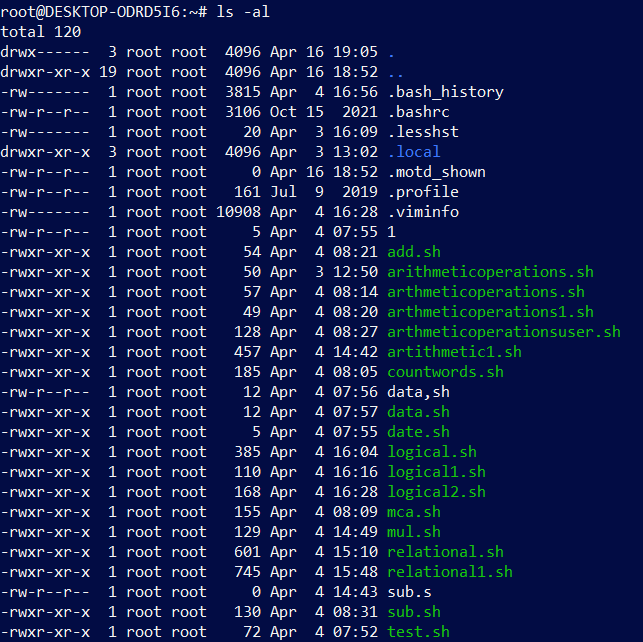 root@DESKTOP-ODRD5I6:~# ls -al
total 120
drwx------  3 root root  4096 Apr 16 19:05 .
drwxr-xr-x 19 root root  4096 Apr 16 18:52 ..
-rw-------  1 root root  3815 Apr  4 16:56 .bash_history
-rw-r--r--  1 root root  3106 Oct 15  2021 .bashrc
-rw-------  1 root root    20 Apr  3 16:09 .lesshst
drwxr-xr-x  3 root root  4096 Apr  3 13:02 .local
-rw-r--r--  1 root root     0 Apr 16 18:52 .motd_shown
-rw-r--r--  1 root root   161 Jul  9  2019 .profile
-rw-------  1 root root 10908 Apr  4 16:28 .viminfo
-rw-r--r--  1 root root     5 Apr  4 07:55 1
-rwxr-xr-x  1 root root    54 Apr  4 08:21 add.sh
-rwxr-xr-x  1 root root    50 Apr  3 12:50 arithmeticoperations.sh
-rwxr-xr-x  1 root root    57 Apr  4 08:14 arthmeticoperations.sh
-rwxr-xr-x  1 root root    49 Apr  4 08:20 arthmeticoperations1.sh
-rwxr-xr-x  1 root root   128 Apr  4 08:27 arthmeticoperationsuser.sh
-rwxr-xr-x  1 root root   457 Apr  4 14:42 artithmetic1.sh
-rwxr-xr-x  1 root root   185 Apr  4 08:05 countwords.sh
-rw-r--r--  1 root root    12 Apr  4 07:56 data,sh
-rwxr-xr-x  1 root root    12 Apr  4 07:57 data.sh
-rwxr-xr-x  1 root root     5 Apr  4 07:55 date.sh
-rwxr-xr-x  1 root root   385 Apr  4 16:04 logical.sh
-rwxr-xr-x  1 root root   110 Apr  4 16:16 logical1.sh
-rwxr-xr-x  1 root root   168 Apr  4 16:28 logical2.sh
-rwxr-xr-x  1 root root   155 Apr  4 08:09 mca.sh
-rwxr-xr-x  1 root root   129 Apr  4 14:49 mul.sh
-rwxr-xr-x  1 root root   601 Apr  4 15:10 relational.sh
-rwxr-xr-x  1 root root   745 Apr  4 15:48 relational1.sh
-rw-r--r--  1 root root     0 Apr  4 14:43 sub.s
-rwxr-xr-x  1 root root   130 Apr  4 08:31 sub.sh
-rwxr-xr-x  1 root root    72 Apr  4 07:52 test.sh